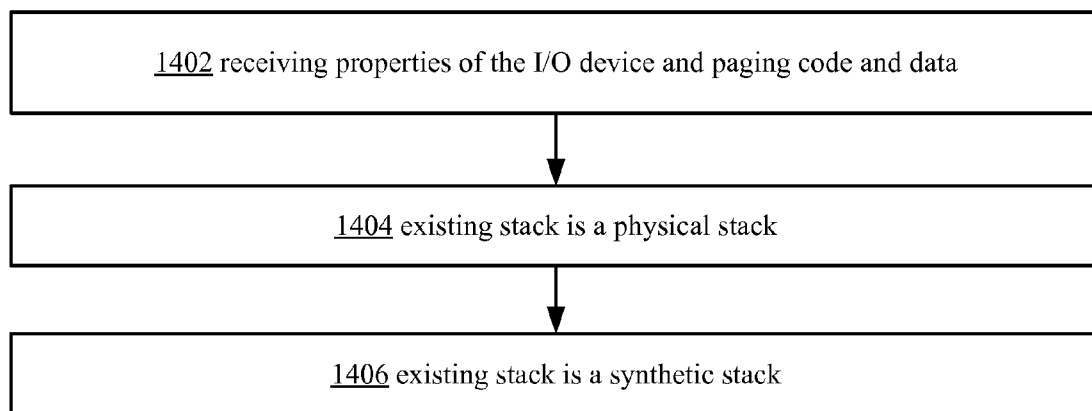 1402 receiving properties of the I/O device and paging code and data
1404 existing stack is a physical stack
1406 existing stack is a synthetic stack